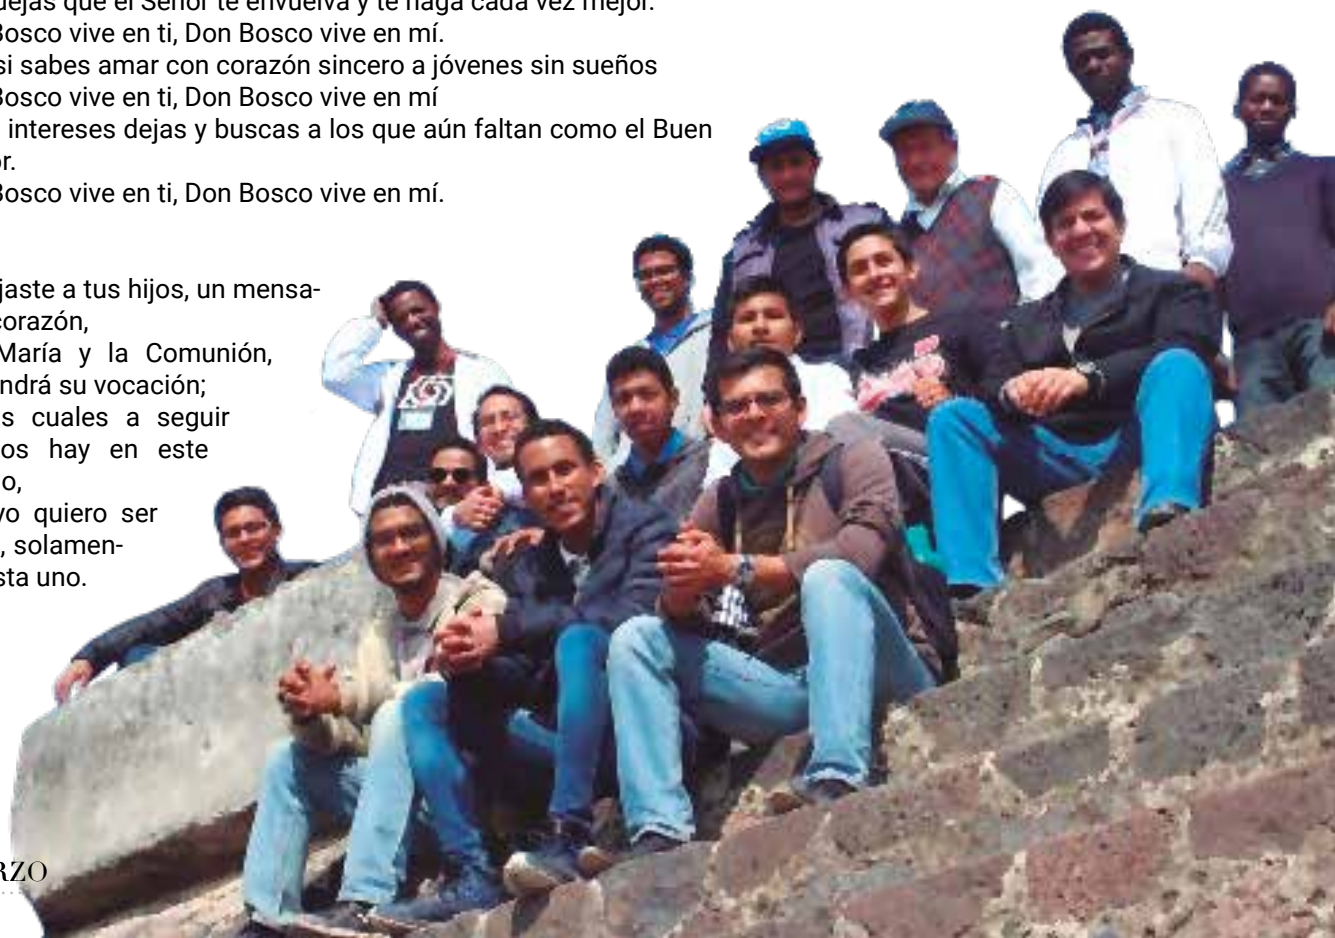 dejas que el Señor te envuelva y te haga cada vez mejor.
Bosco vive en ti, Don Bosco vive en mí.
si sabes amar con corazón sincero a jóvenes sin sueños
Bosco vive en ti, Don Bosco vive en mí
intereses dejas y buscas a los que aún faltan como el Buen
or.
Bosco vive en ti, Don Bosco vive en mí.
jaste a tus hijos, un mensa-
corazón,
María y la Comunión,
ndrá su vocación;
s cuales a seguir
os hay en este
o,
yo quiero ser
, solamen-
sta uno.
RZO